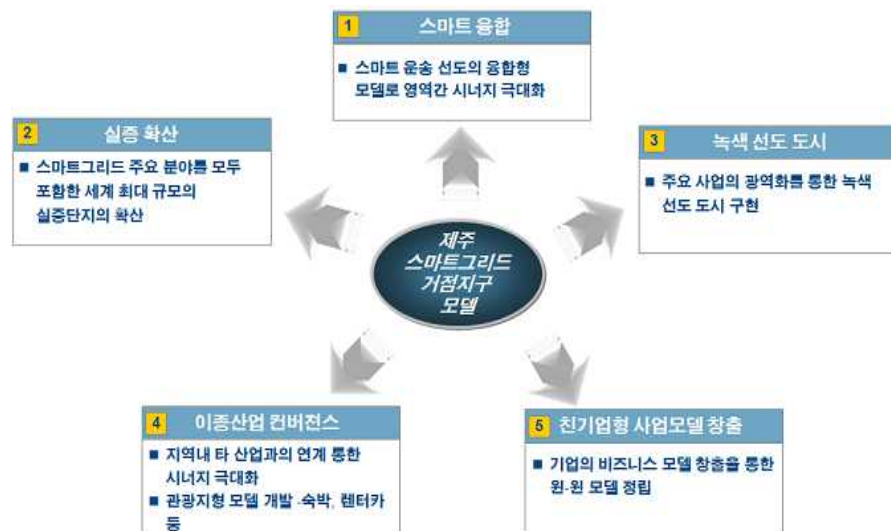 1 스마트 융합
■ 스마트 운송 선도의 융합형
모델로 영역간 시너지 극대화
2 실증 확산
■ 스마트그리드 주요 분야를 모두
포함한 세계 최대 규모의
실증단지의 확산
3 녹색 선도 도시
■ 주요 사업의 광역화를 통한 녹색
선도 도시 구현
제주
스마트그리드
거점지구
모델
4 이종산업 컨버젼스
■ 지역내 타 산업과의 연계 통한
시너지 극대화
■ 관광지형 모델 개발 -숙박, 렌터카
등
5 친기업형 사업모델 창출
■ 기업의 비즈니스 모델 창출을 통한
윈-윈 모델 정립